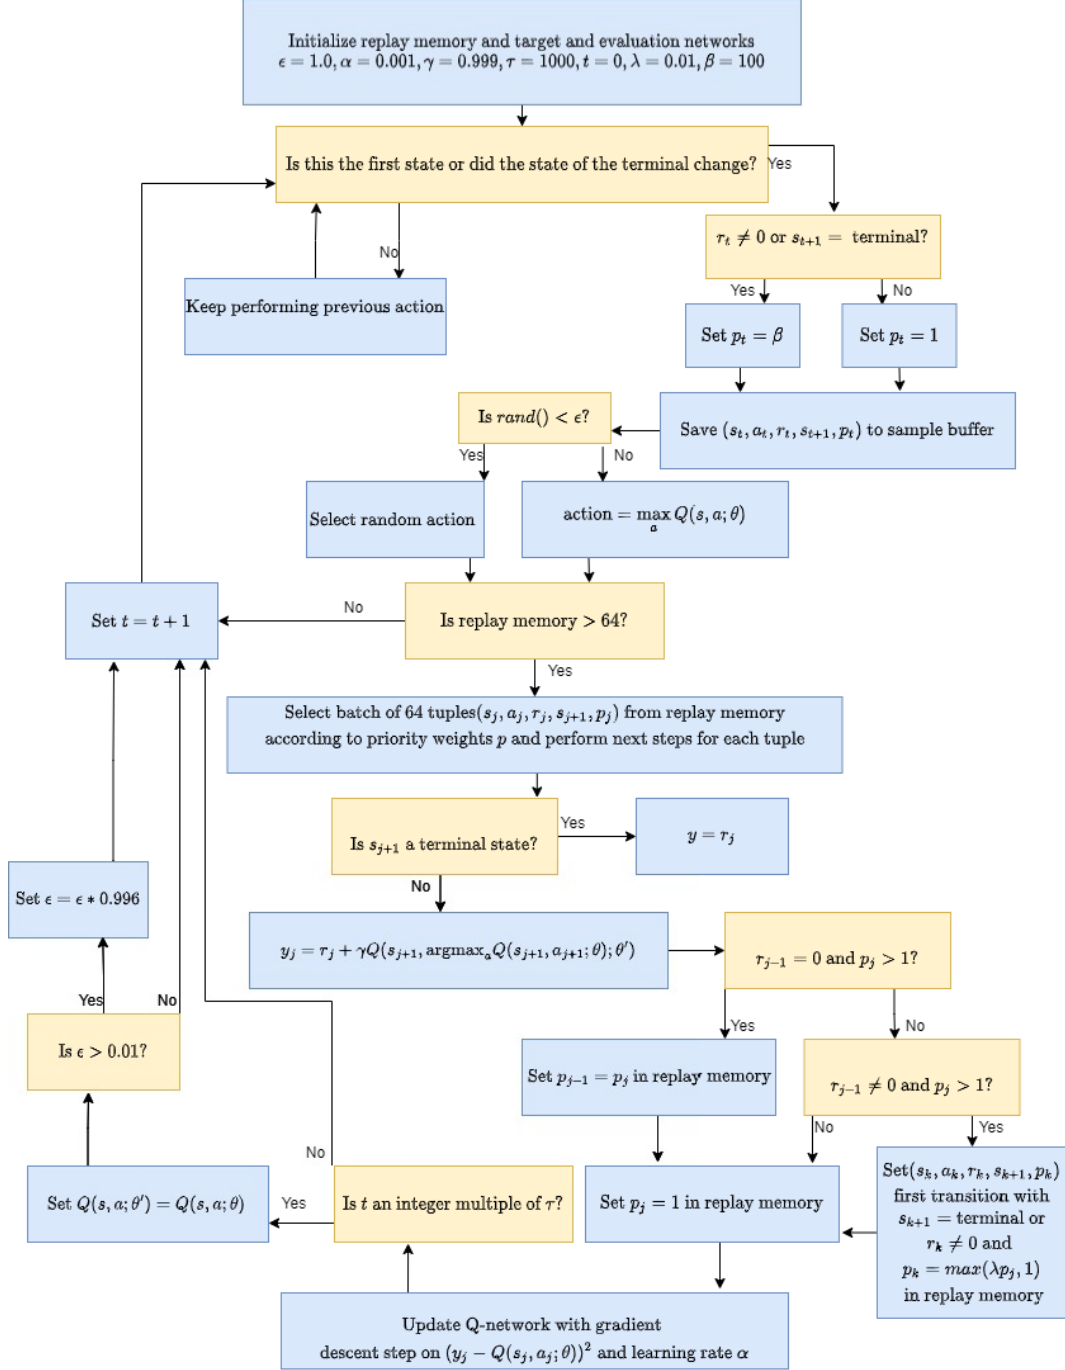 Initialize replay memory and target and evaluation networks
ϵ = 1.0, α = 0.001, γ = 0.999, τ = 1000, t = 0, λ = 0.01, β = 100
Is this the first state or did the state of the terminal change?
Yes
No
r_t ≠ 0 or s_{t+1} = terminal?
Keep performing previous action
Yes
No
Set p_t = β
Set p_t = 1
Is rand() < ϵ?
Save (s_t, a_t, r_t, s_{t+1}, p_t) to sample buffer
Yes
No
Select random action
action = max_a Q(s, a; θ)
Set t = t + 1
No
Is replay memory > 64?
Yes
Select batch of 64 tuples(s_j, a_j, r_j, s_{j+1}, p_j) from replay memory
according to priority weights p and perform next steps for each tuple
Is s_{j+1} a terminal state?
Yes
y = r_j
No
Set ϵ = ϵ * 0.996
y_j = r_j + γQ(s_{j+1}, argmax_a Q(s_{j+1}, a_{j+1}; θ); θ′)
r_{j−1} = 0 and p_j > 1?
Yes
No
Yes
No
Is ϵ > 0.01?
Set p_{j−1} = p_j in replay memory
r_{j−1} ≠ 0 and p_j > 1?
No
Yes
Set Q(s, a; θ′) = Q(s, a; θ)
Yes
No
Is t an integer multiple of τ?
Set p_j = 1 in replay memory
Set(s_k, a_k, r_k, s_{k+1}, p_k)
first transition with
s_{k+1} = terminal or
r_k ≠ 0 and
p_k = max(λp_j, 1)
in replay memory
Update Q-network with gradient
descent step on (y_j − Q(s_j, a_j; θ))² and learning rate α